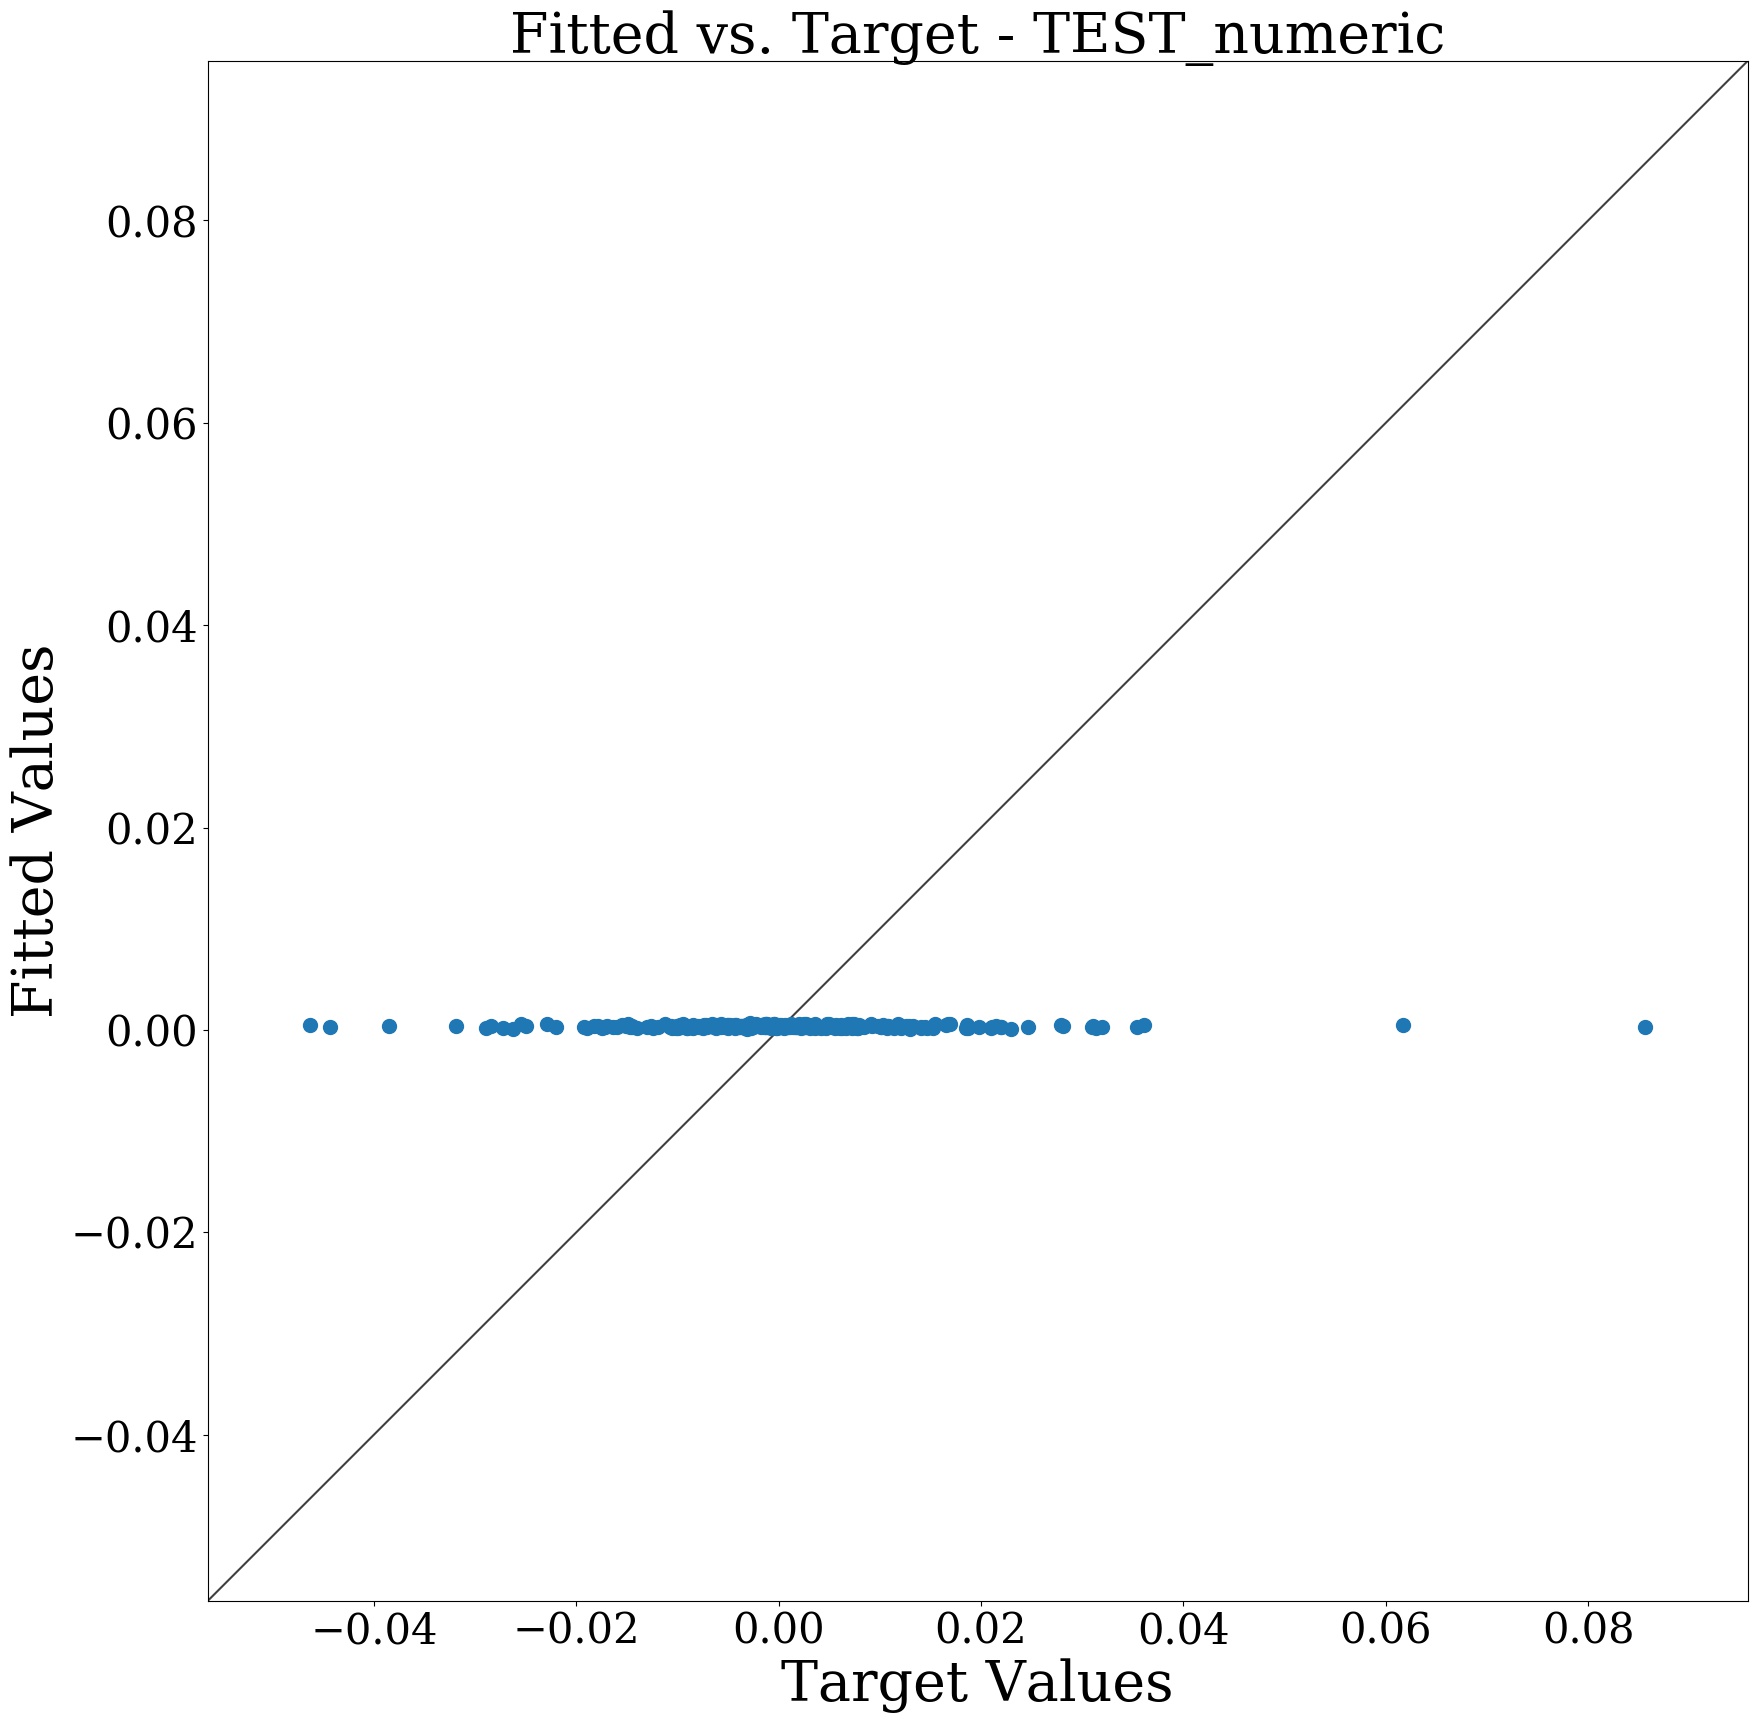 Fitted vs. Target - TEST_numeric
Fitted Values
0.08
0.06
0.04
0.02
0.00
−0.02
−0.04
−0.04 −0.02 0.00 0.02 0.04 0.06 0.08
Target Values